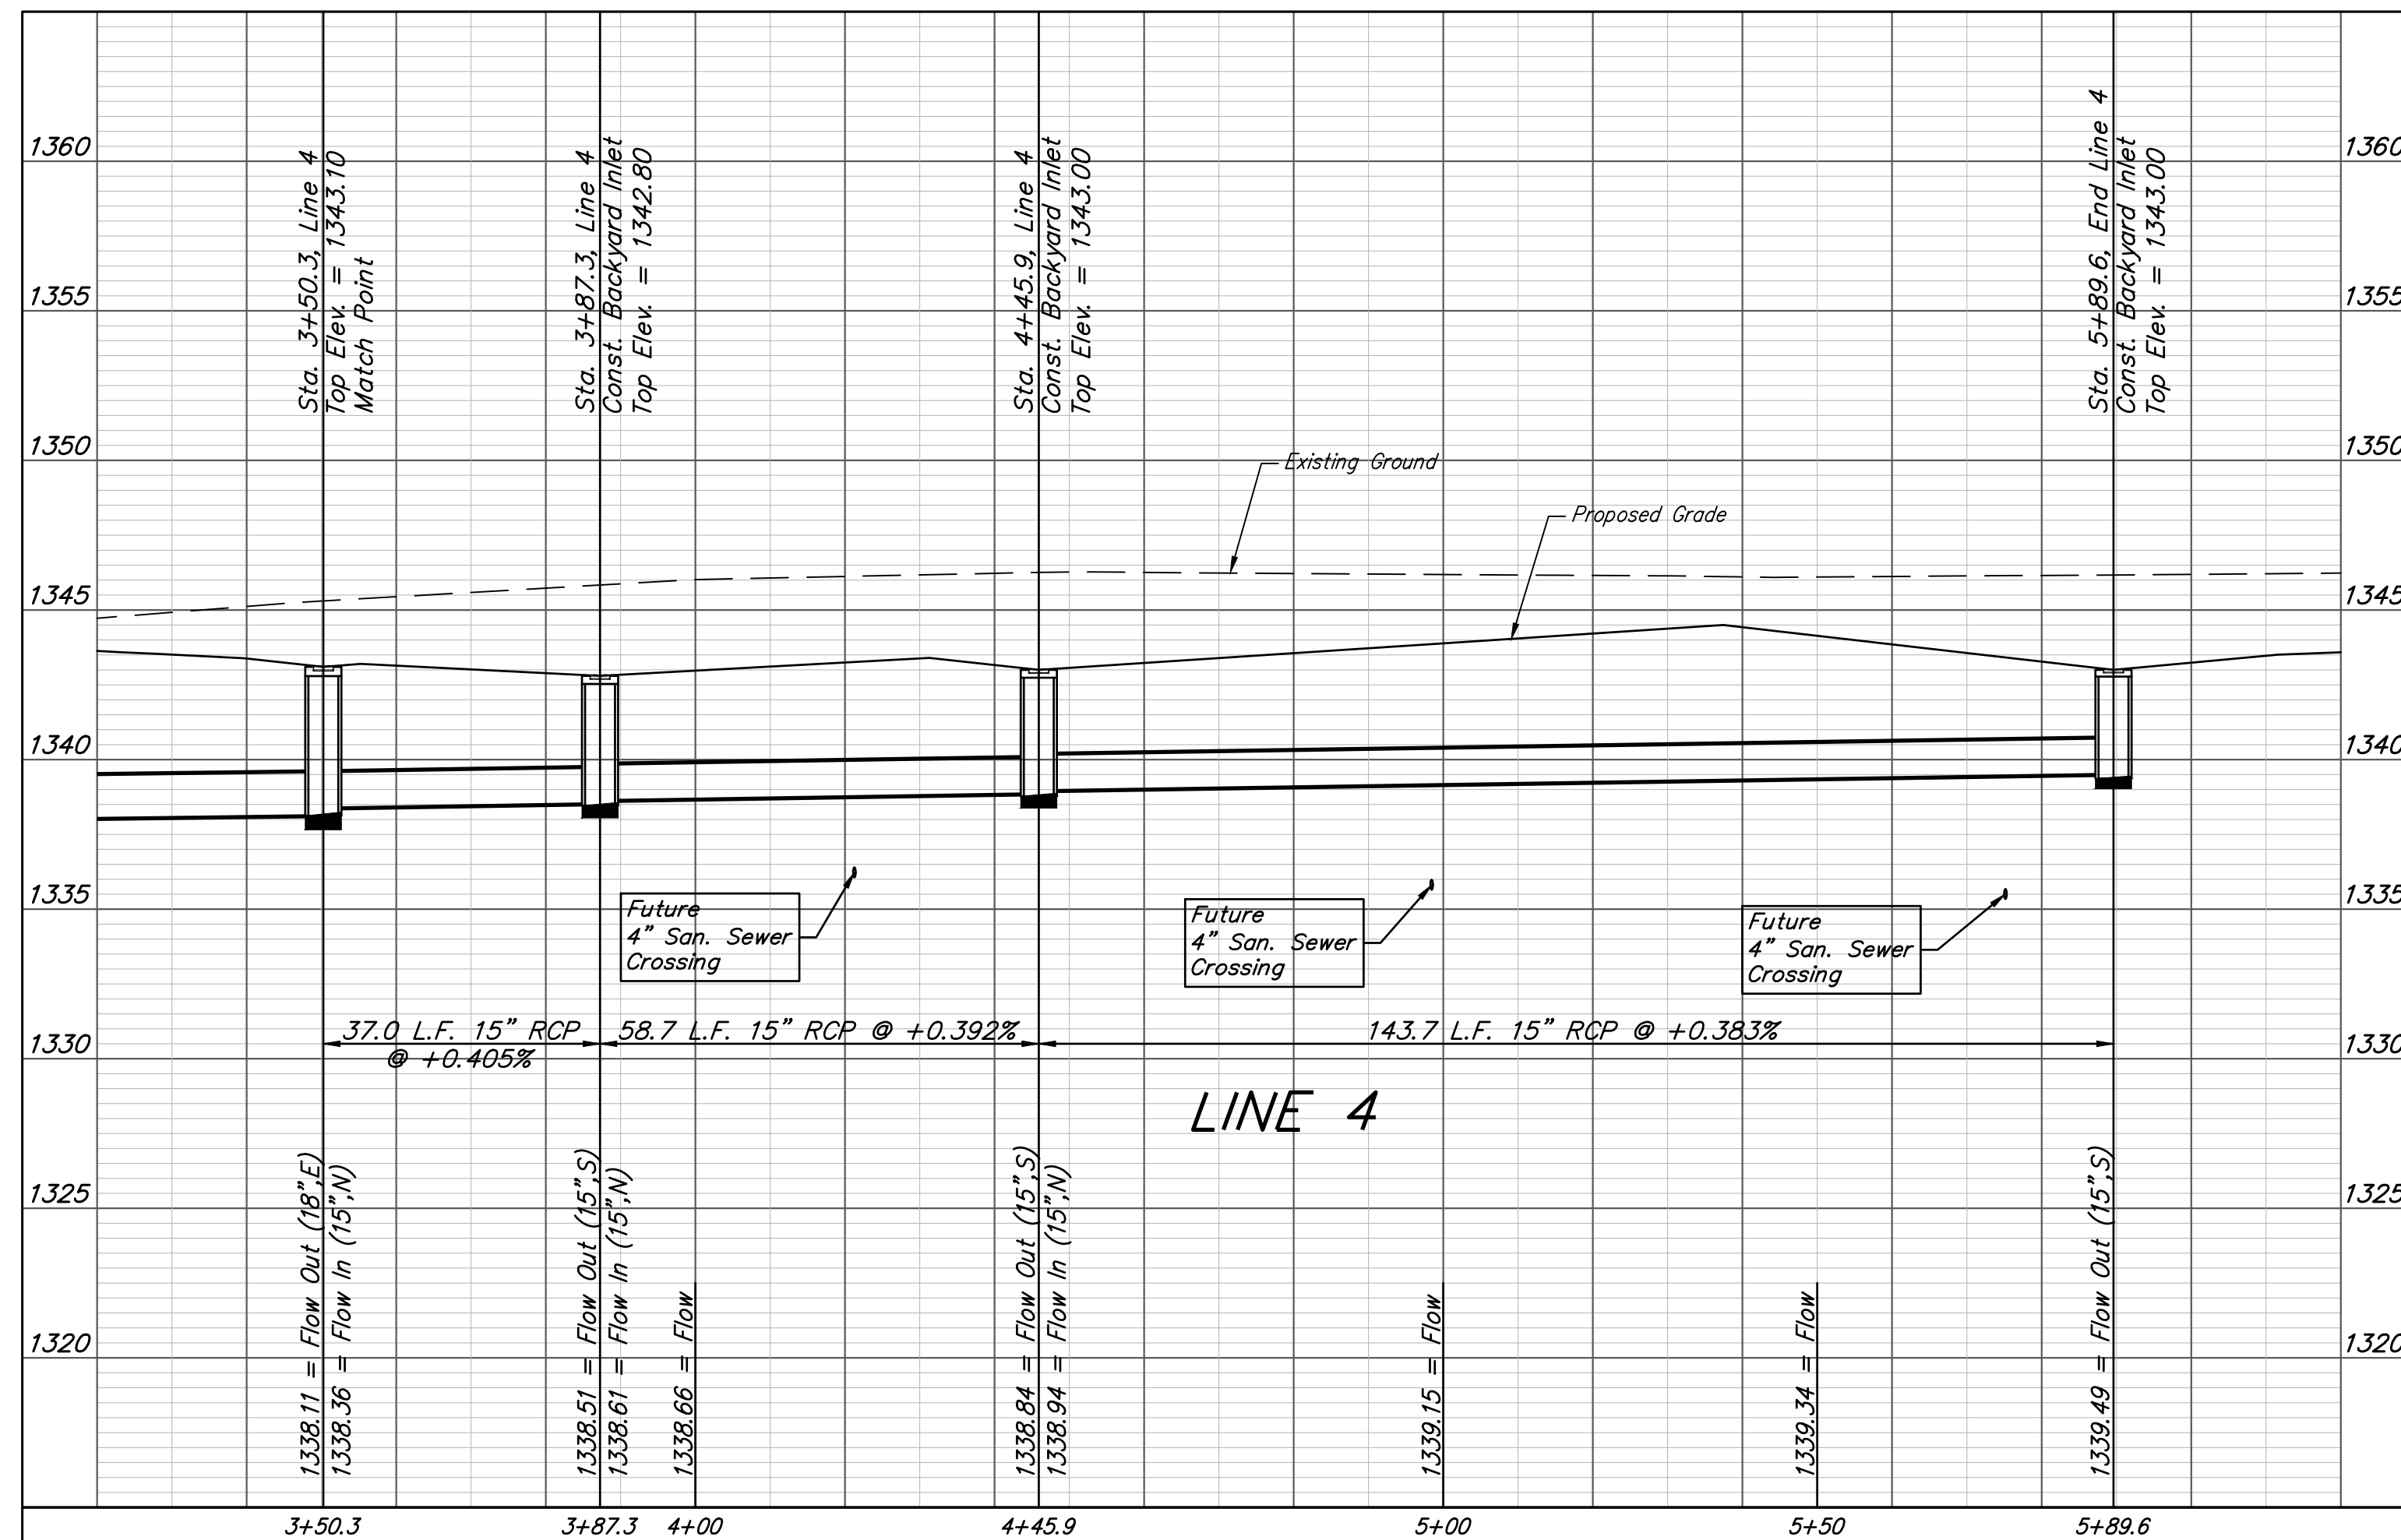 Sta. 3+50.3, Line 4
Top Elev. = 1343.10
Match Point
Sta. 3+87.3, Line 4
Const. Backyard Inlet
Top Elev. = 1342.80
Sta. 4+45.9, Line 4
Const. Backyard Inlet
Top Elev. = 1343.00
Sta. 5+89.6, End Line 4
Const. Backyard Inlet
Top Elev. = 1343.00
1360
1360
1355
1355
1350
1350
Existing Ground
Proposed Grade
1345
1345
1340
1340
1335
1335
Future
4" San. Sewer
Crossing
Future
4" San. Sewer
Crossing
Future
4" San. Sewer
Crossing
37.0 L.F. 15" RCP
@ +0.405%
58.7 L.F. 15" RCP @ +0.392%
143.7 L.F. 15" RCP @ +0.383%
1330
1330
LINE 4
1325
1325
1320
1320
1338.11 = Flow Out (18",E)
1338.36 = Flow In (15",N)
1338.51 = Flow Out (15",S)
1338.61 = Flow In (15",N)
1338.66 = Flow
1338.84 = Flow Out (15",S)
1338.94 = Flow In (15",N)
1339.15 = Flow
1339.34 = Flow
1339.49 = Flow Out (15",S)
3+50.3
3+87.3
4+00
4+45.9
5+00
5+50
5+89.6